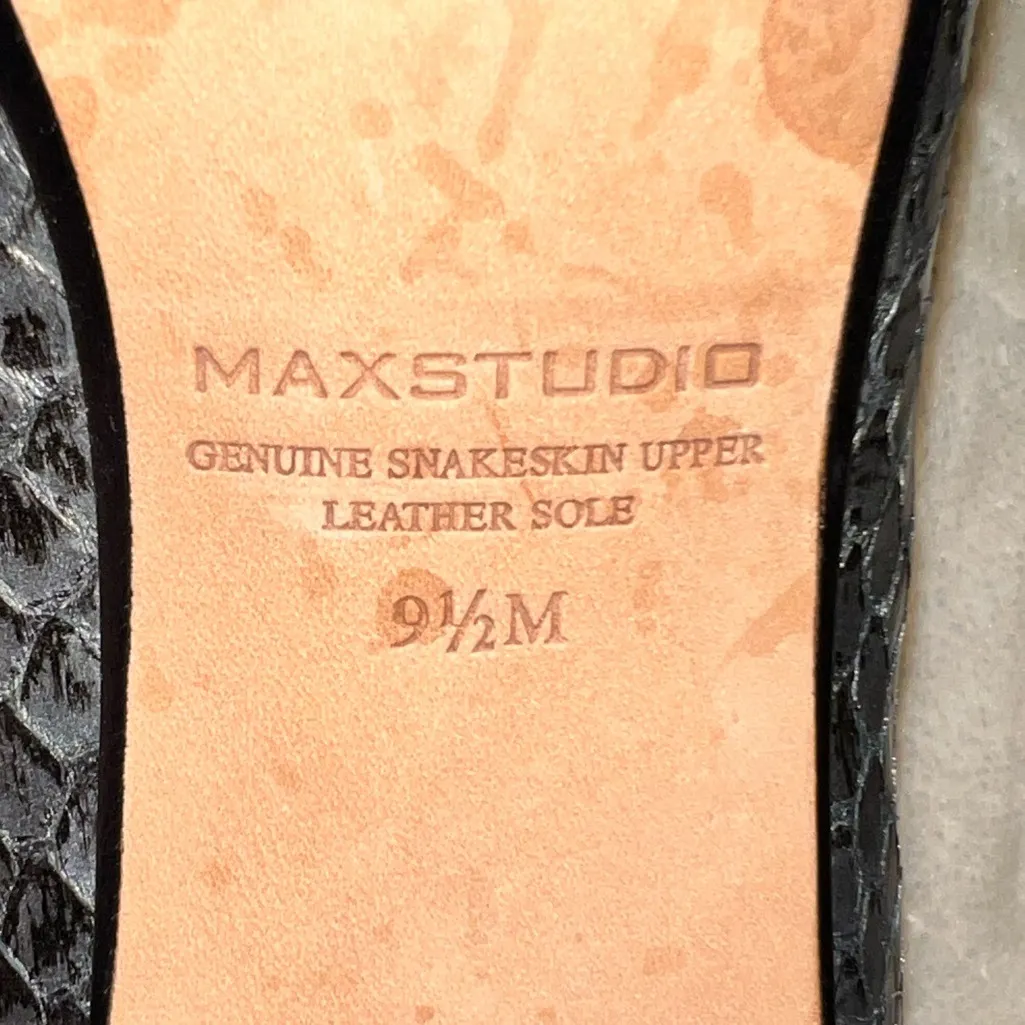 MAXSTUDIO
GENUINE SNAKESKIN UPPER
LEATHER SOLE
9½M